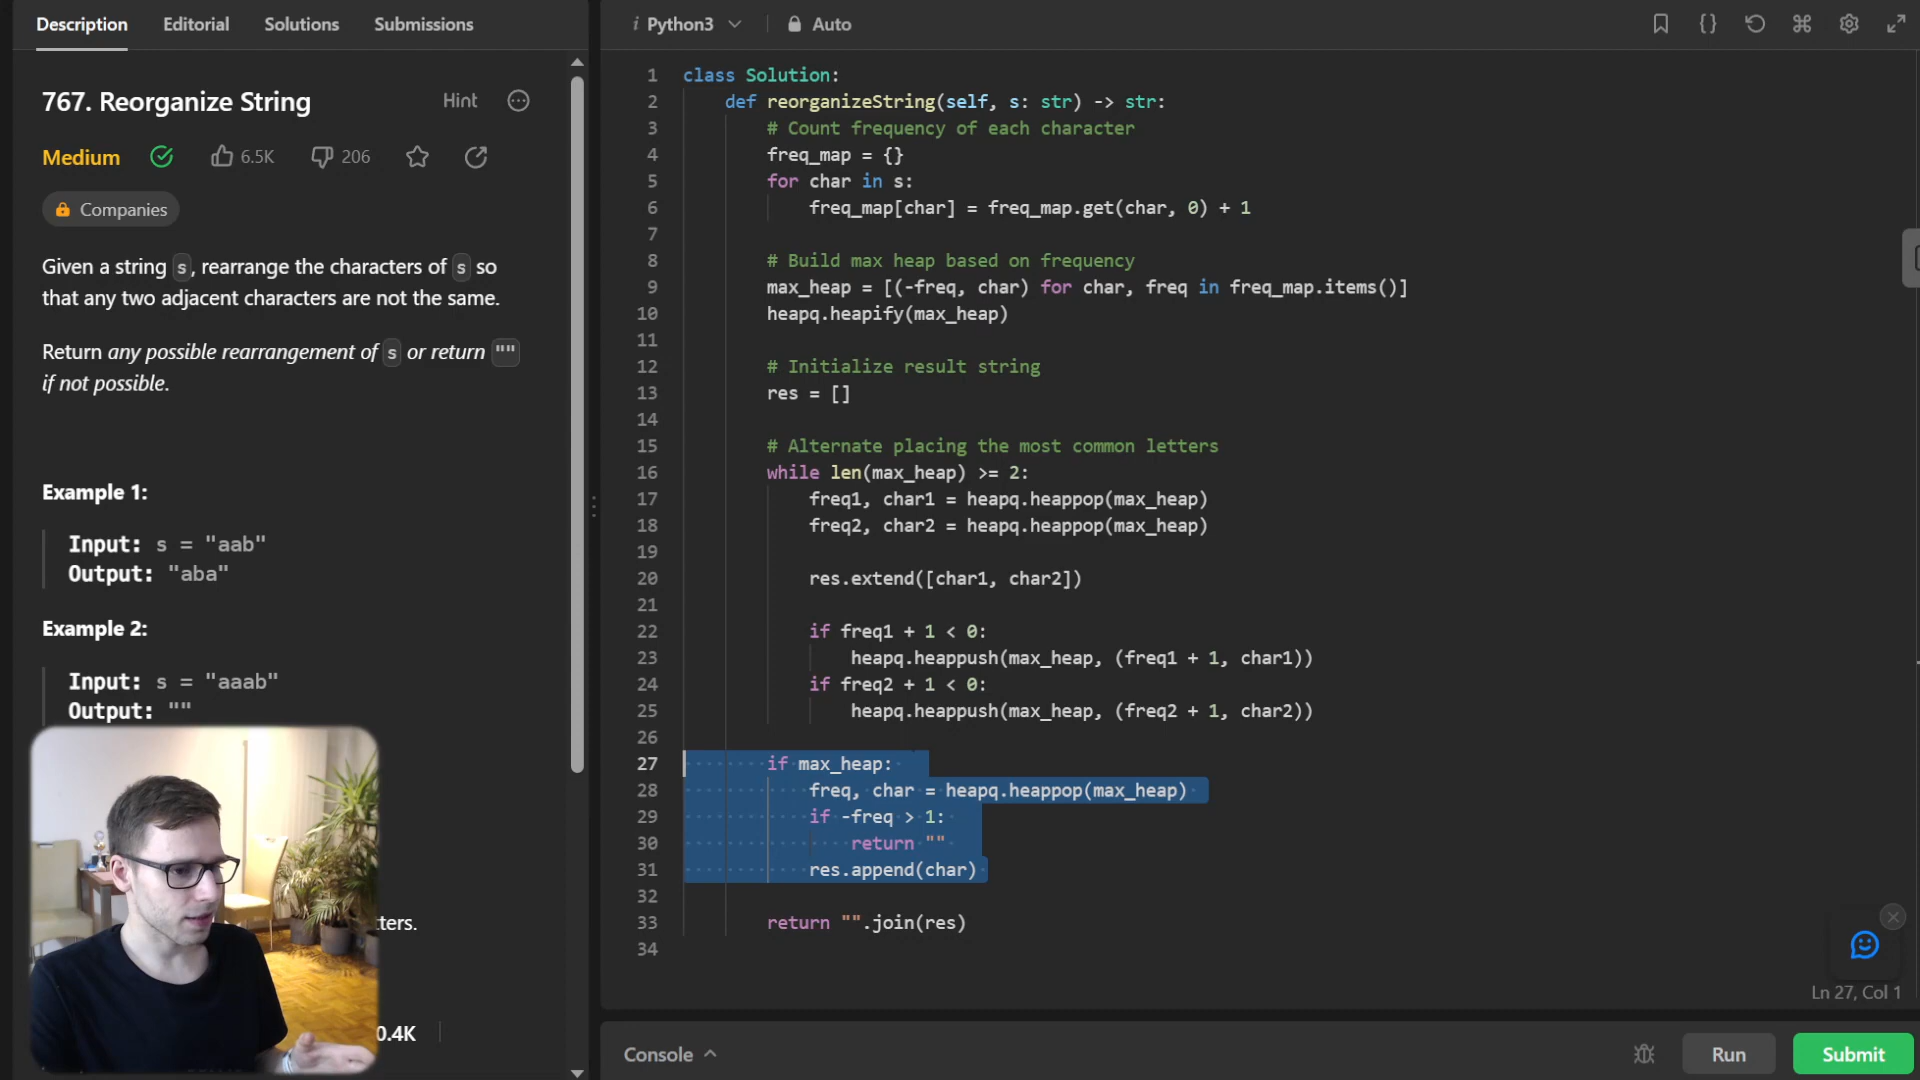 Description
Editorial
Solutions
Submissions
767. Reorganize String
Hint
Medium
6.5K
206
Companies
Given a string s, rearrange the characters of s so
that any two adjacent characters are not the same.
Return any possible rearrangement of s or return ""
if not possible.
Example 1:
Input: s = "aab"
Output: "aba"
Example 2:
Input: s = "aaab"
Output: ""
tters.
0.4K
i Python3
Auto
1 class Solution:
2 def reorganizeString(self, s: str) -> str:
3 # Count frequency of each character
4 freq_map = {}
5 for char in s:
6 freq_map[char] = freq_map.get(char, 0) + 1
7
8 # Build max heap based on frequency
9 max_heap = [(-freq, char) for char, freq in freq_map.items()]
10 heapq.heapify(max_heap)
11
12 # Initialize result string
13 res = []
14
15 # Alternate placing the most common letters
16 while len(max_heap) >= 2:
17 freq1, char1 = heapq.heappop(max_heap)
18 freq2, char2 = heapq.heappop(max_heap)
19
20 res.extend([char1, char2])
21
22 if freq1 + 1 < 0:
23 heapq.heappush(max_heap, (freq1 + 1, char1))
24 if freq2 + 1 < 0:
25 heapq.heappush(max_heap, (freq2 + 1, char2))
26
27 if max_heap:
28 freq, char = heapq.heappop(max_heap)
29 if -freq > 1:
30 return ""
31 res.append(char)
32
33 return "".join(res)
34
Ln 27, Col 1
Console
Run
Submit